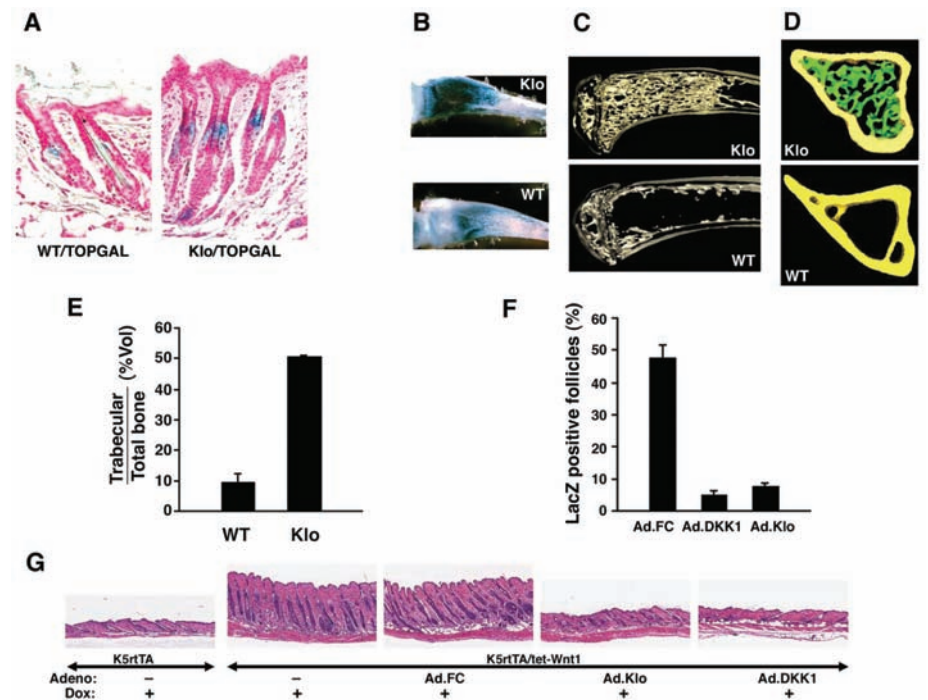 A
WT/TOPGAL
Klo/TOPGAL
B
Klo
WT
C
Klo
WT
D
Klo
WT
E
Trabecular
Total bone
(%Vol)
60
50
40
30
20
10
0
WT
Klo
F
LacZ positive follicles (%)
60
50
40
30
20
10
0
Ad.FC
Ad.DKK1
Ad.Klo
G
K5rtTA
K5rtTA/tet-Wnt1
Adeno: – – Ad.FC Ad.Klo Ad.DKK1
Dox: + + + + +